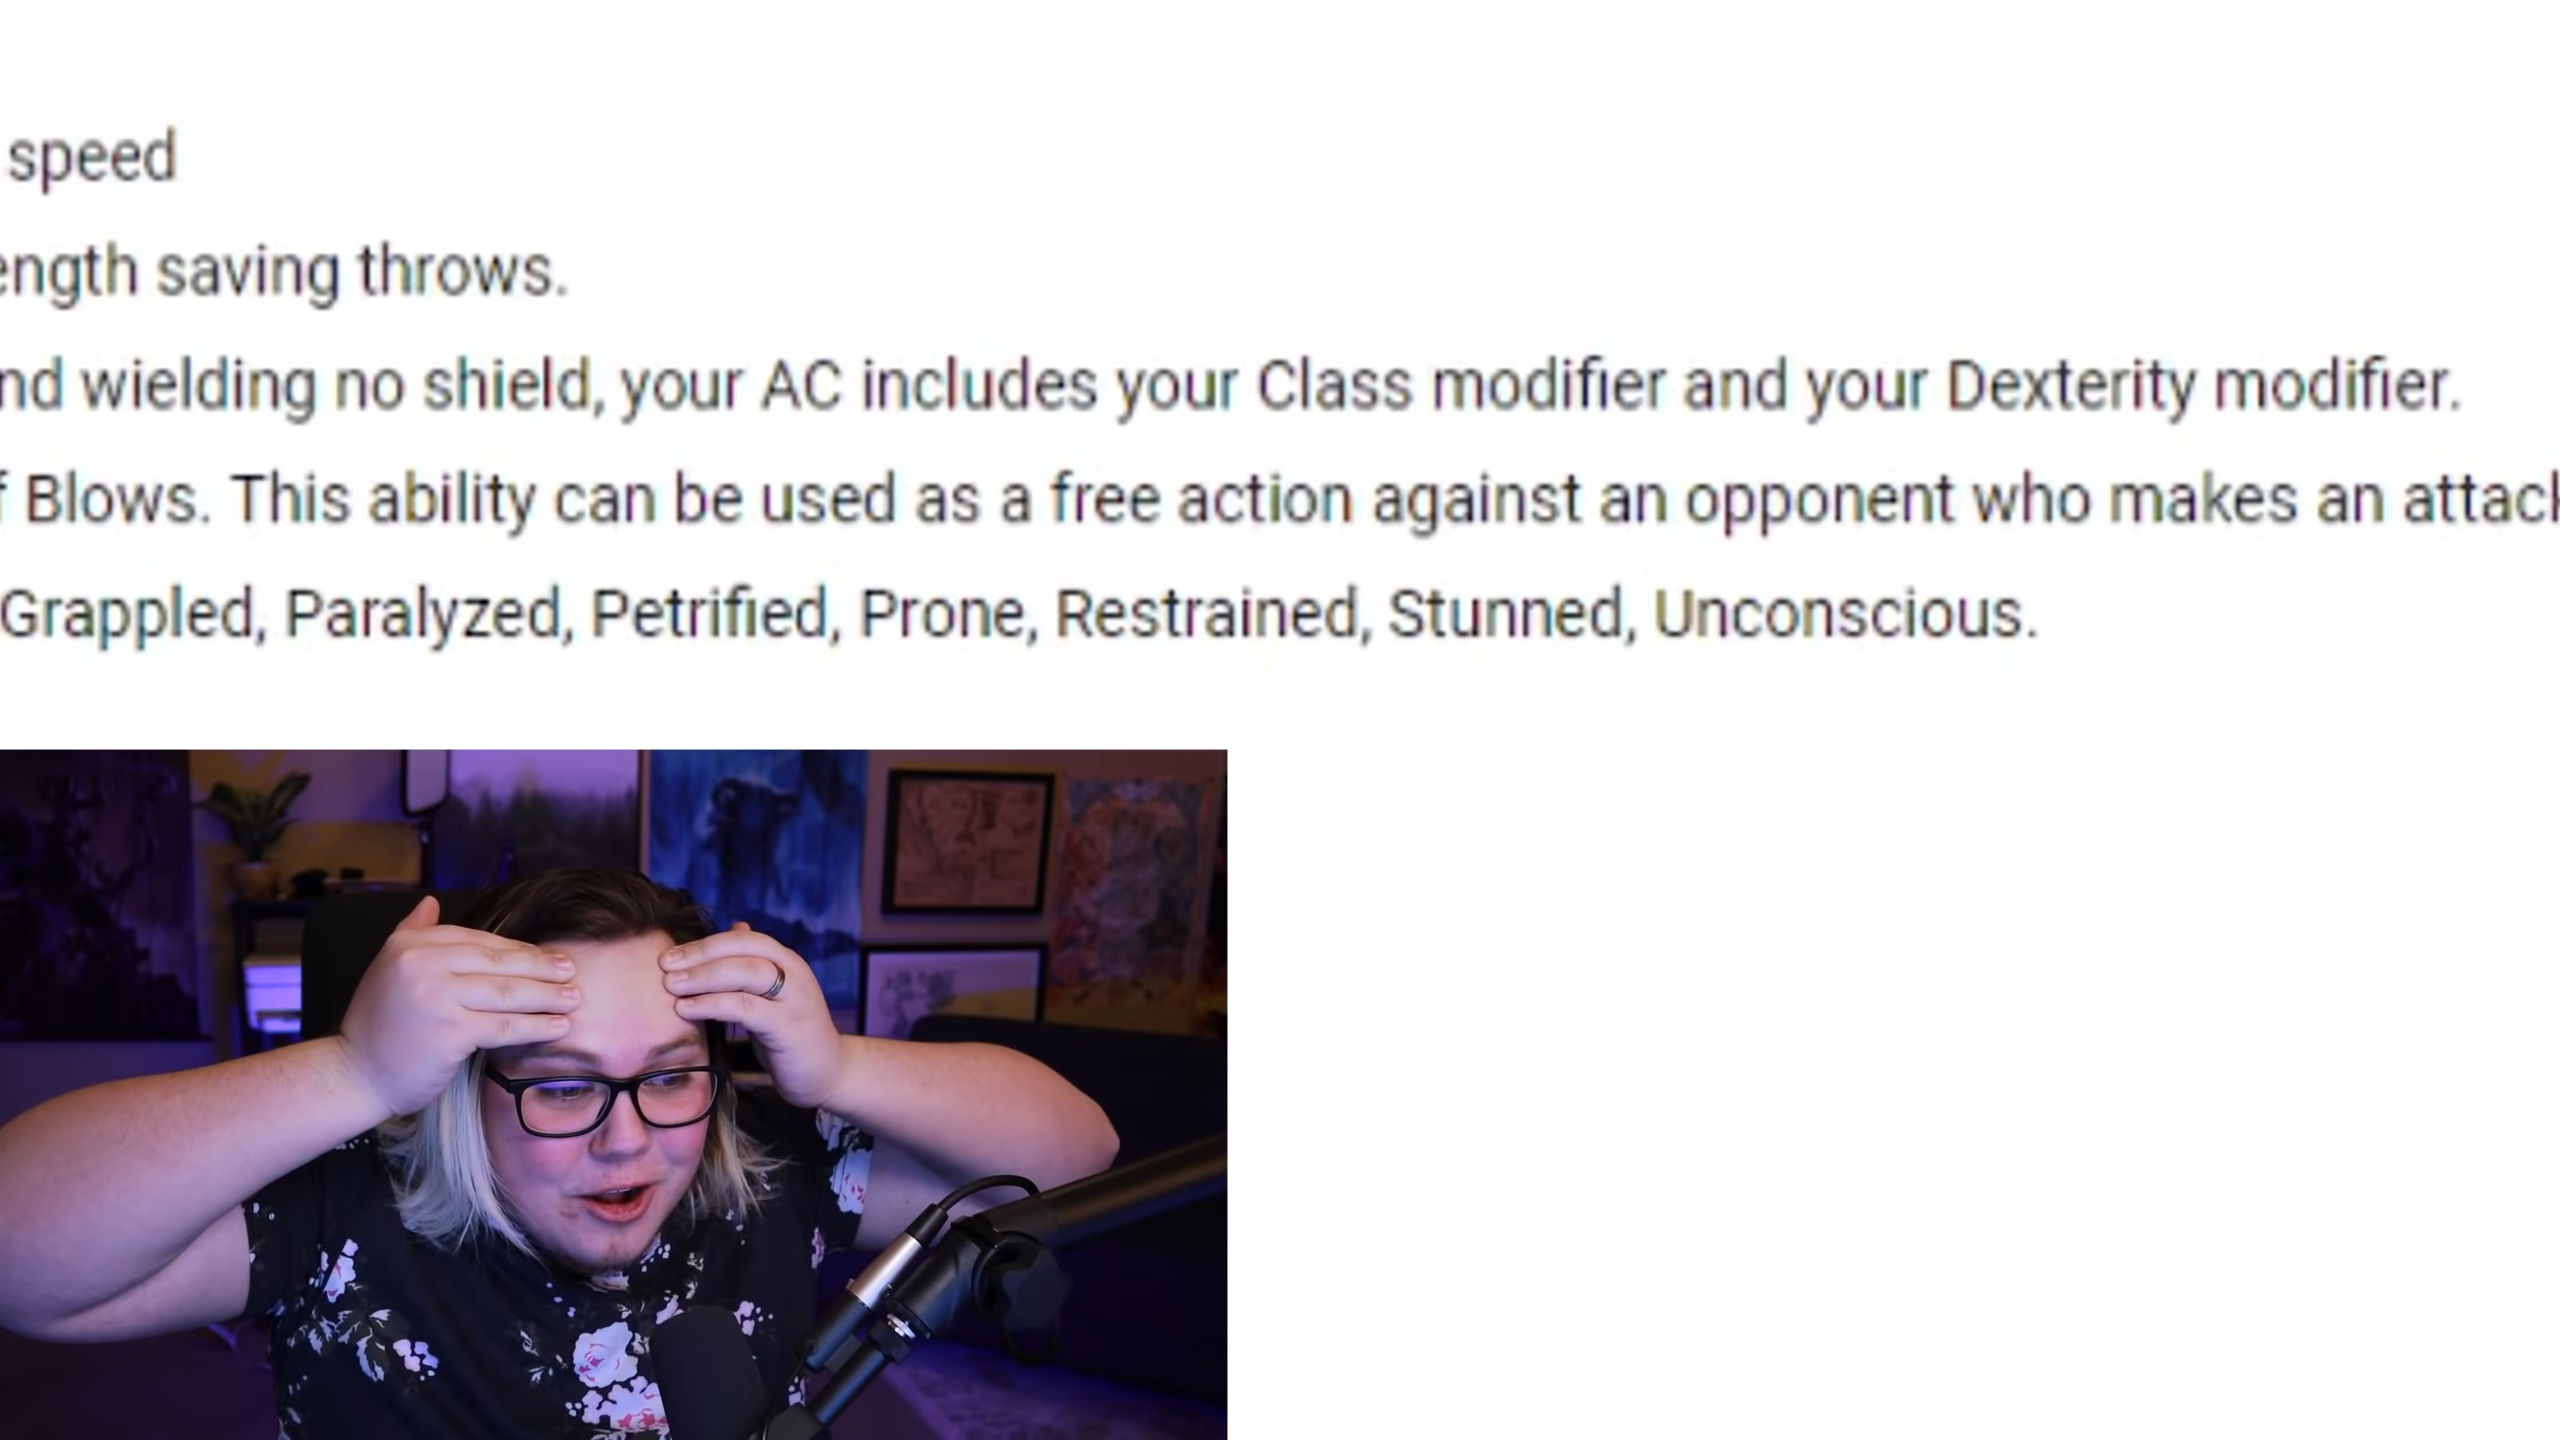 speed
ength saving throws.
nd wielding no shield, your AC includes your Class modifier and your Dexterity modifier.
f Blows. This ability can be used as a free action against an opponent who makes an attack
Grappled, Paralyzed, Petrified, Prone, Restrained, Stunned, Unconscious.